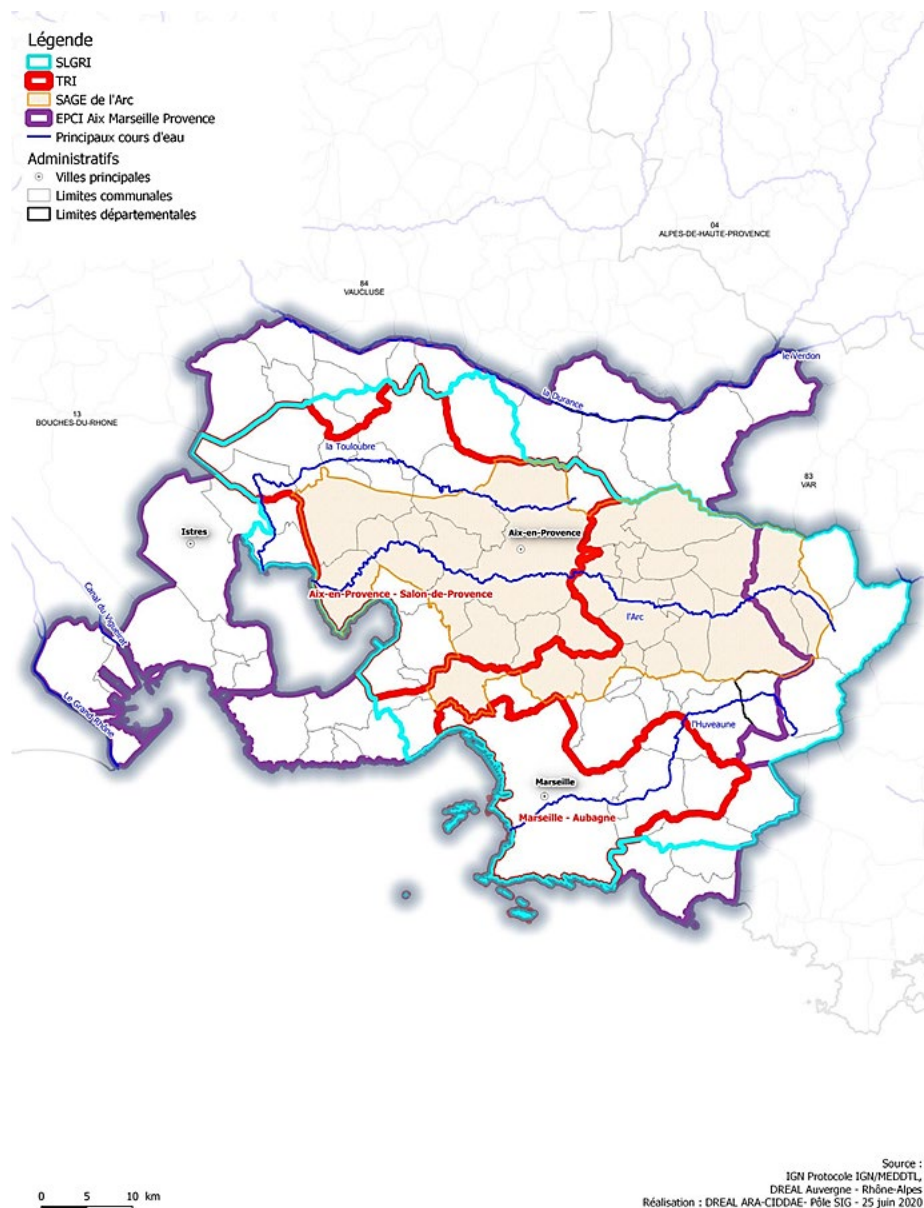 Légende
SLGRI
TRI
SAGE de l'Arc
EPCI Aix Marseille Provence
Principaux cours d'eau
Administratifs
Villes principales
Limites communales
Limites départementales
04
ALPES-DE-HAUTE-PROVENCE
84
VAUCLUSE
le Verdon
la Durance
13
BOUCHES-DU-RHONE
la Touloubre
83
VAR
Istres
Aix-en-Provence
Aix-en-Provence - Salon-de-Provence
Canal du Vigueirat
l'Arc
Le Grand Rhône
l'Huveaune
Marseille
Marseille - Aubagne
Source :
IGN Protocole IGN/MEDDTL,
DREAL Auvergne - Rhône-Alpes
Réalisation : DREAL ARA-CIDDAE- Pôle SIG - 25 juin 2020
0 5 10 km